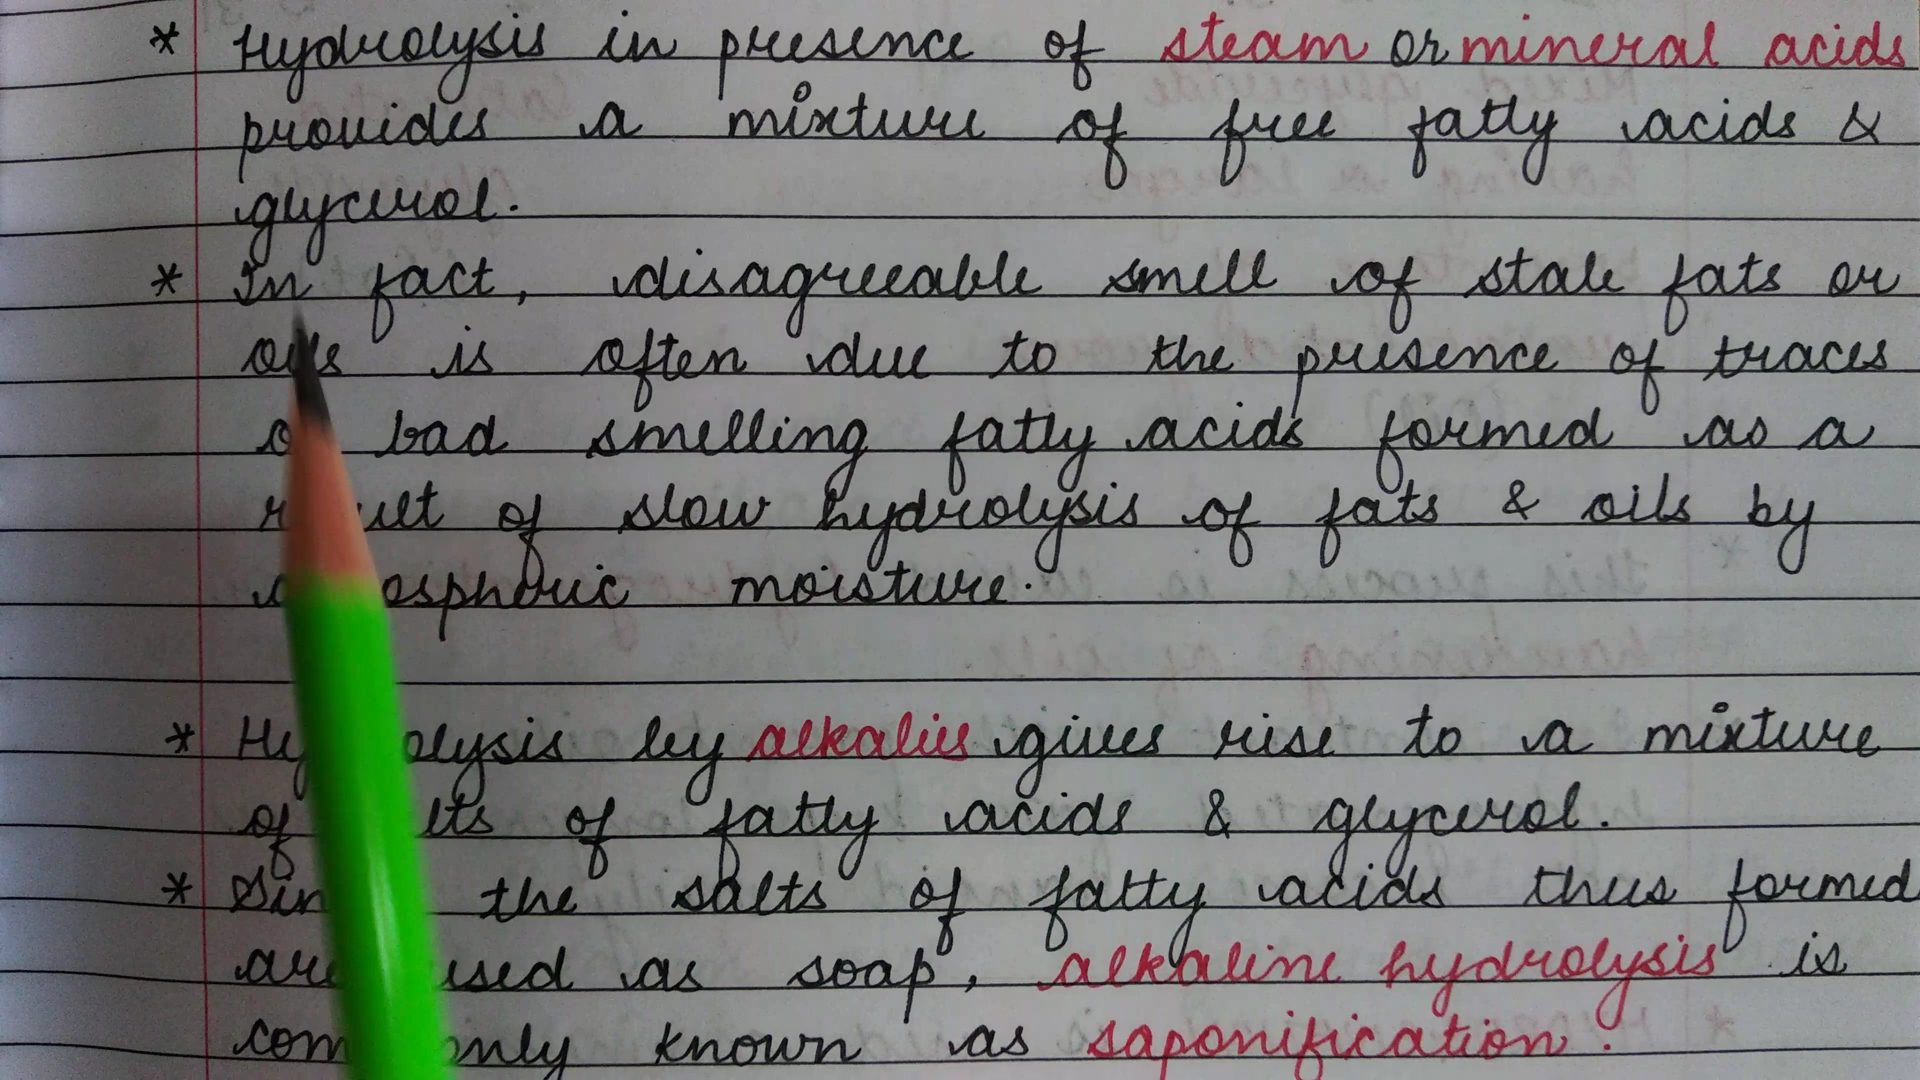 * Hydrolysis in presence of steam or mineral acids
provides a mixture of free fatty acids &
glycerol.
* In fact, disagreeable smell of stale fats or
oils is often due to the presence of traces
bad smelling fatty acids formed as a
of slow hydrolysis of fats & oils by
moisture.
* by alkalies gives rise to a mixture
of of fatty acids & glycerol.
* the salts of fatty acids thus formed
are used as soap, alkaline hydrolysis is
known as saponification.